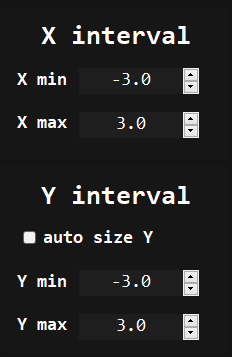 X interval
X min -3.0
X max 3.0
Y interval
auto size Y
Y min -3.0
Y max 3.0